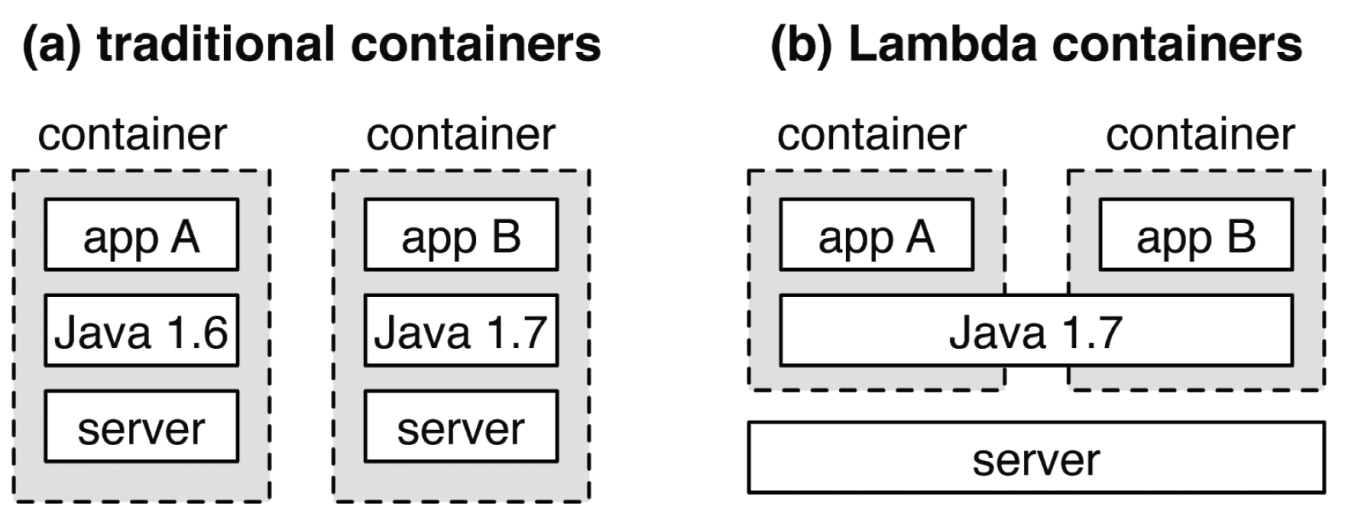 (a) traditional containers
container
container
app A
app B
Java 1.6
Java 1.7
server
server
(b) Lambda containers
container
container
app A
app B
Java 1.7
server